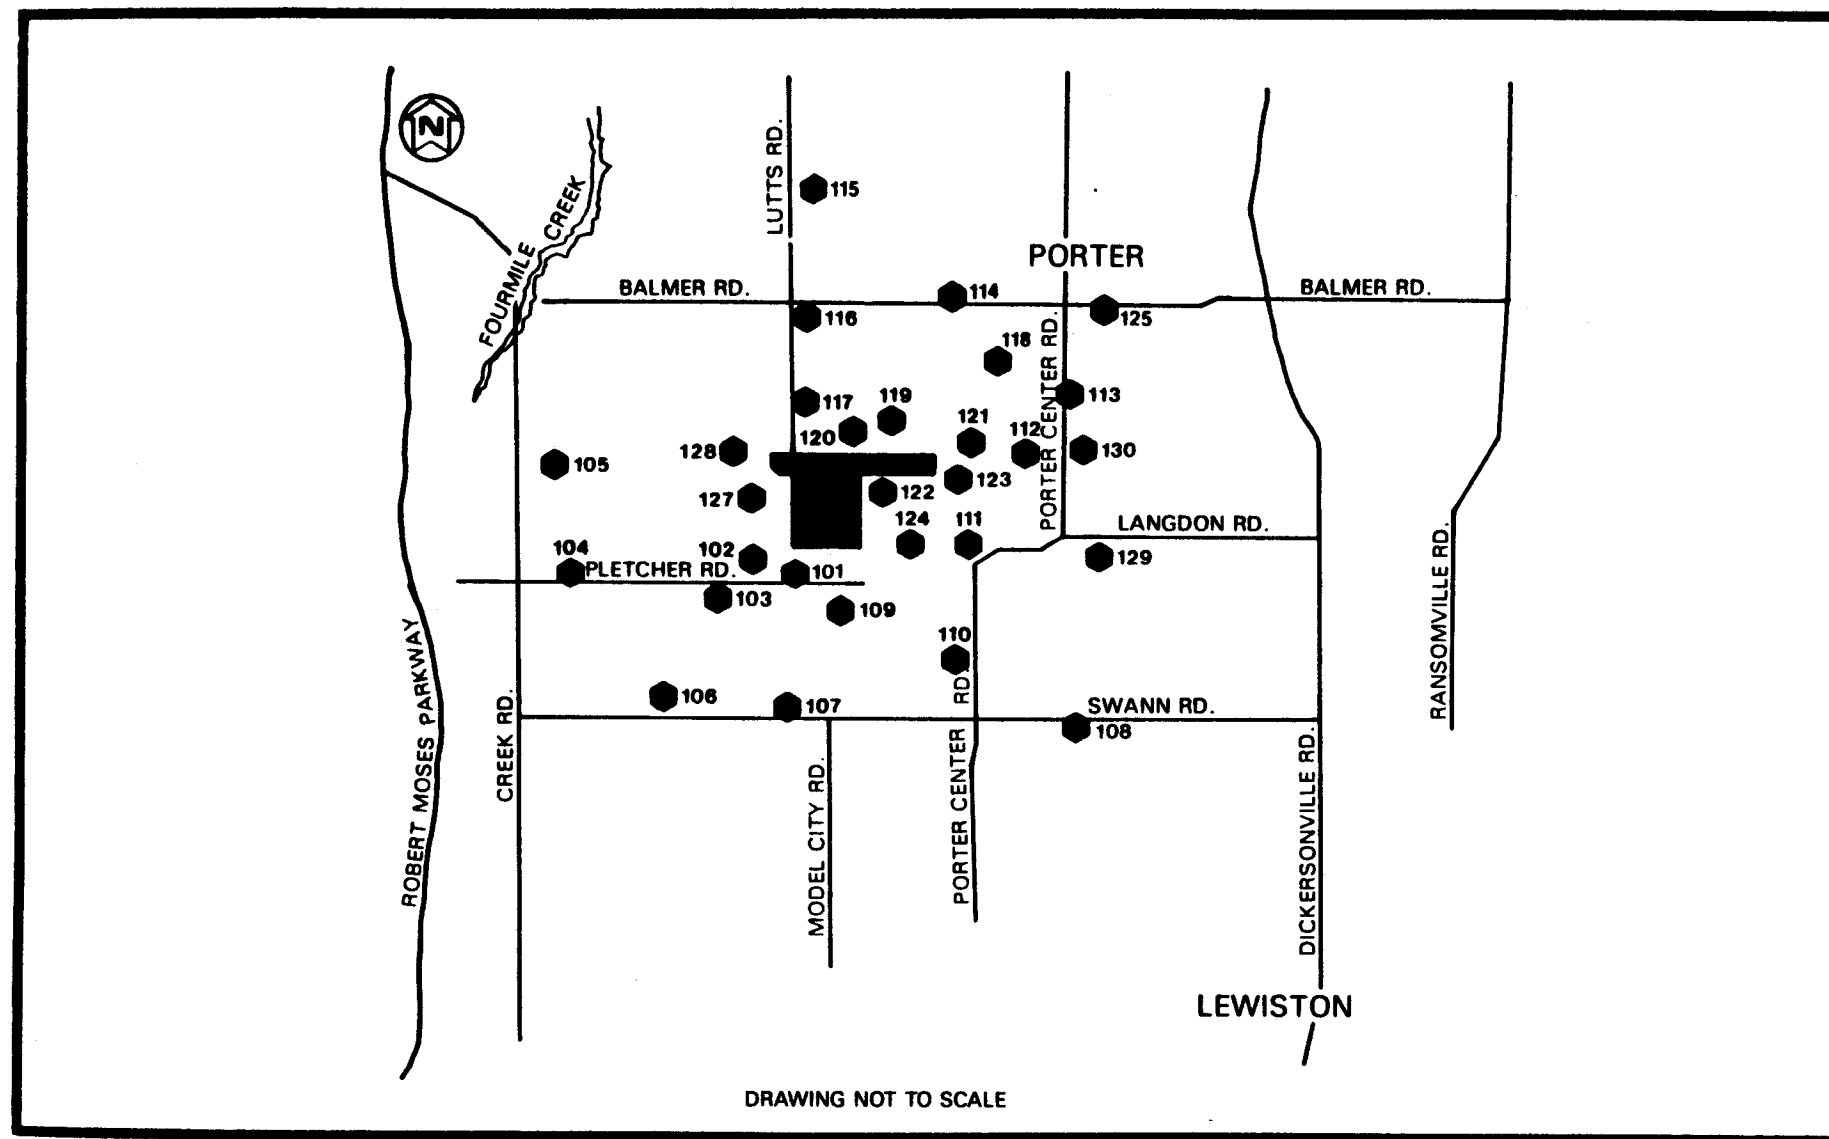 N
LUTTS RD.
115
FOURMILE CREEK
PORTER
BALMER RD.
114
BALMER RD.
116
125
118
PORTER CENTER RD.
117
119
113
120
121
112
128
130
105
123
127
122
124
111
LANGDON RD.
104
102
129
PLETCHER RD.
101
103
109
RANSOMVILLE RD.
110
ROBERT MOSES PARKWAY
106
107
SWANN RD.
108
CREEK RD.
MODEL CITY RD.
PORTER CENTER RD.
DICKERSONVILLE RD.
LEWISTON
DRAWING NOT TO SCALE